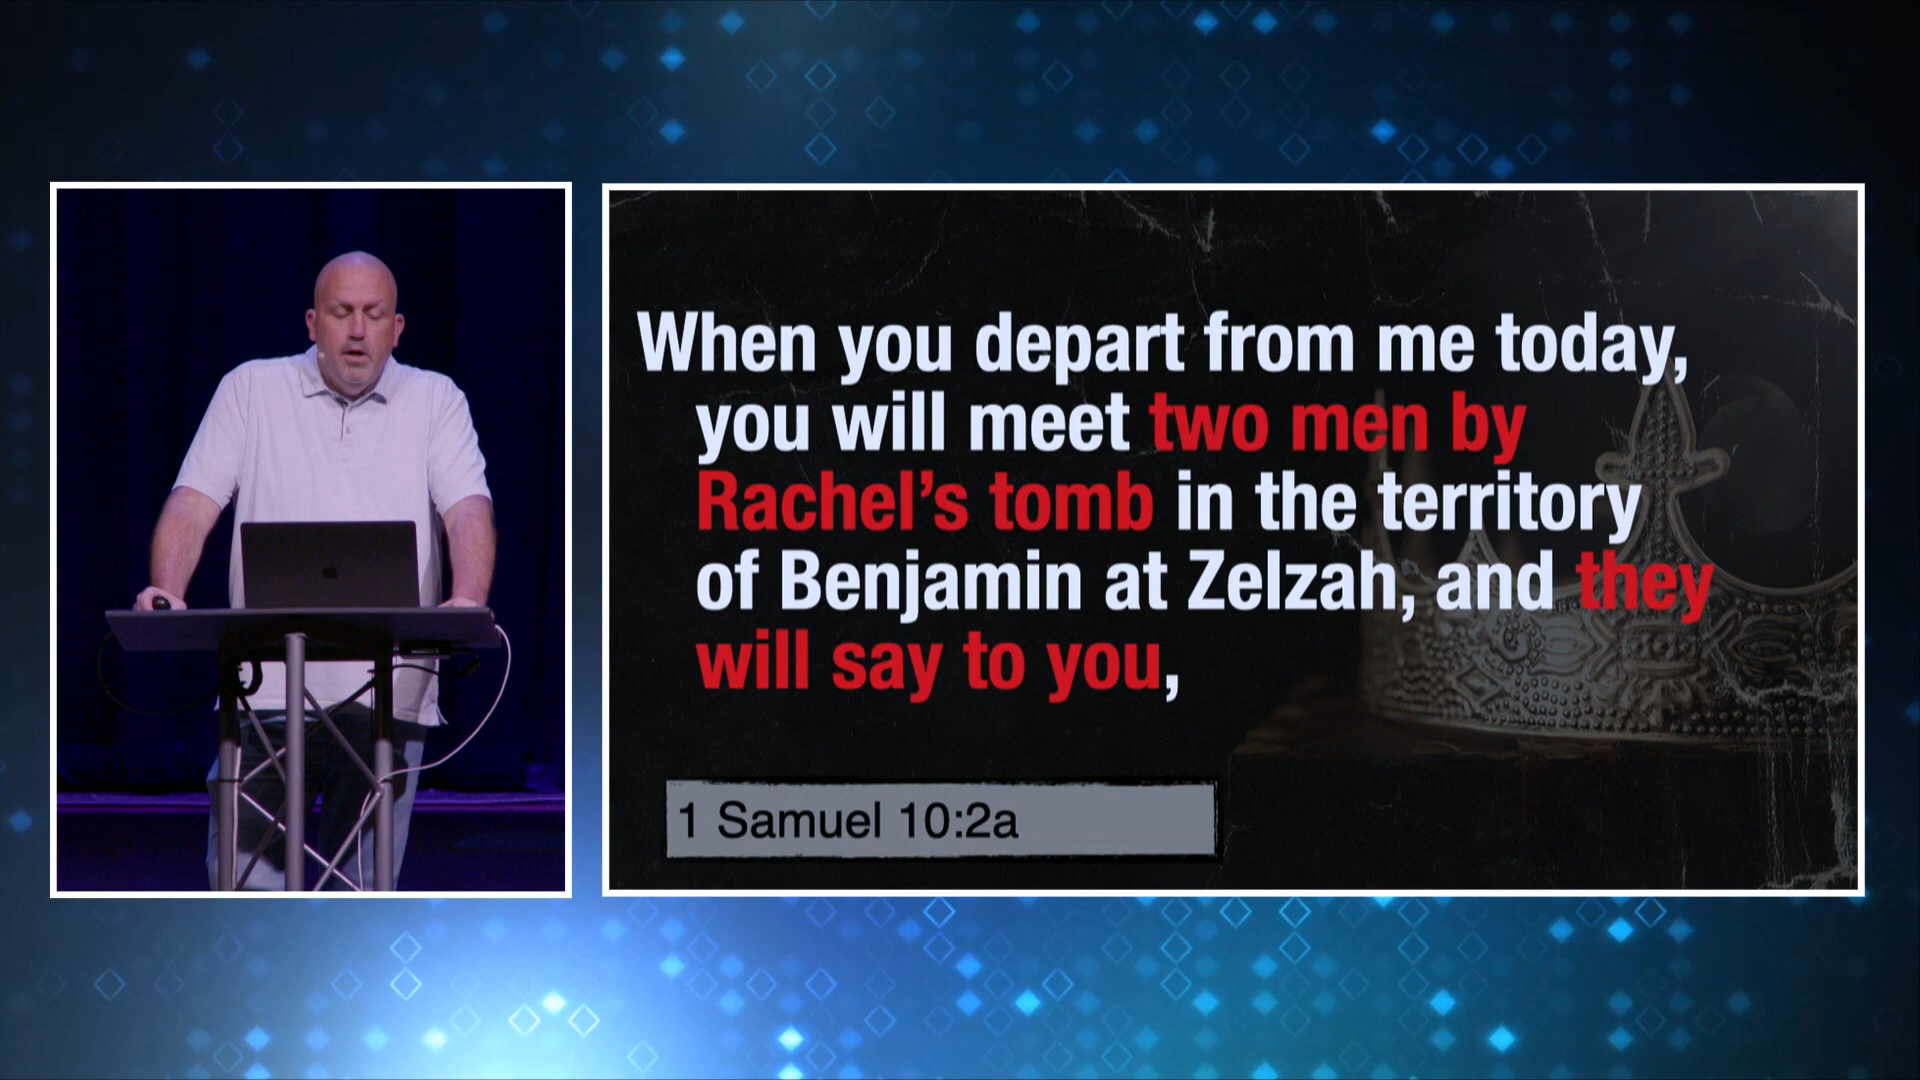 When you depart from me today,
you will meet two men by
Rachel’s tomb in the territory
of Benjamin at Zelzah, and they
will say to you,
1 Samuel 10:2a